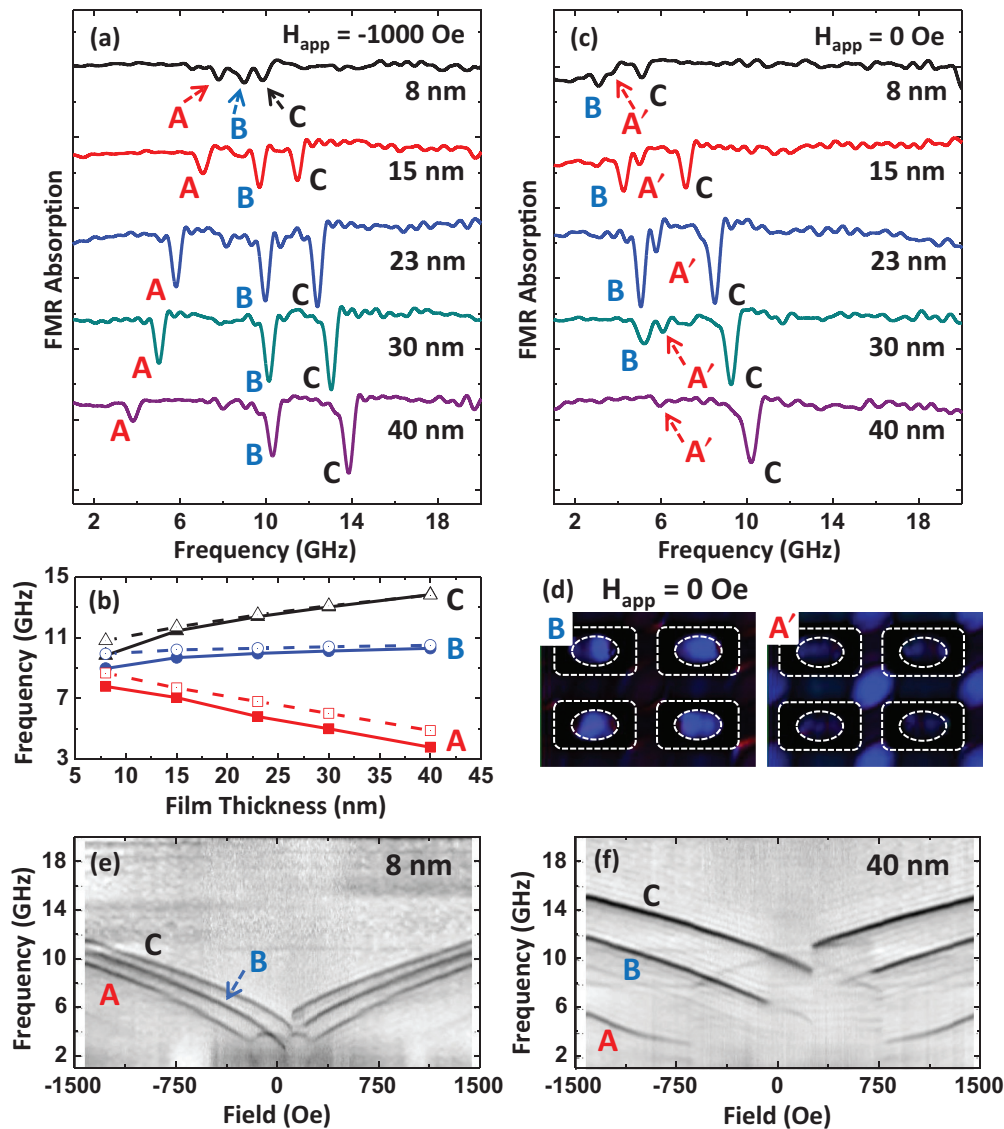 (a) H_app = -1000 Oe
8 nm
A B C
15 nm
A B C
23 nm
A B C
30 nm
A B C
40 nm
A B C
FMR Absorption
2 6 10 14 18
Frequency (GHz)
(c) H_app = 0 Oe
8 nm
B A′ C
15 nm
B A′ C
23 nm
B A′ C
30 nm
B A′ C
40 nm
A′ C
FMR Absorption
2 6 10 14 18
Frequency (GHz)
(b)
C
B
A
15
11
7
3
Frequency (GHz)
5 10 15 20 25 30 35 40 45
Film Thickness (nm)
(d) H_app = 0 Oe
B A′
(e) 8 nm
C
B
A
18
14
10
6
2
Frequency (GHz)
-1500 -750 0 750 1500
Field (Oe)
(f) 40 nm
C
B
A
18
14
10
6
2
Frequency (GHz)
-1500 -750 0 750 1500
Field (Oe)